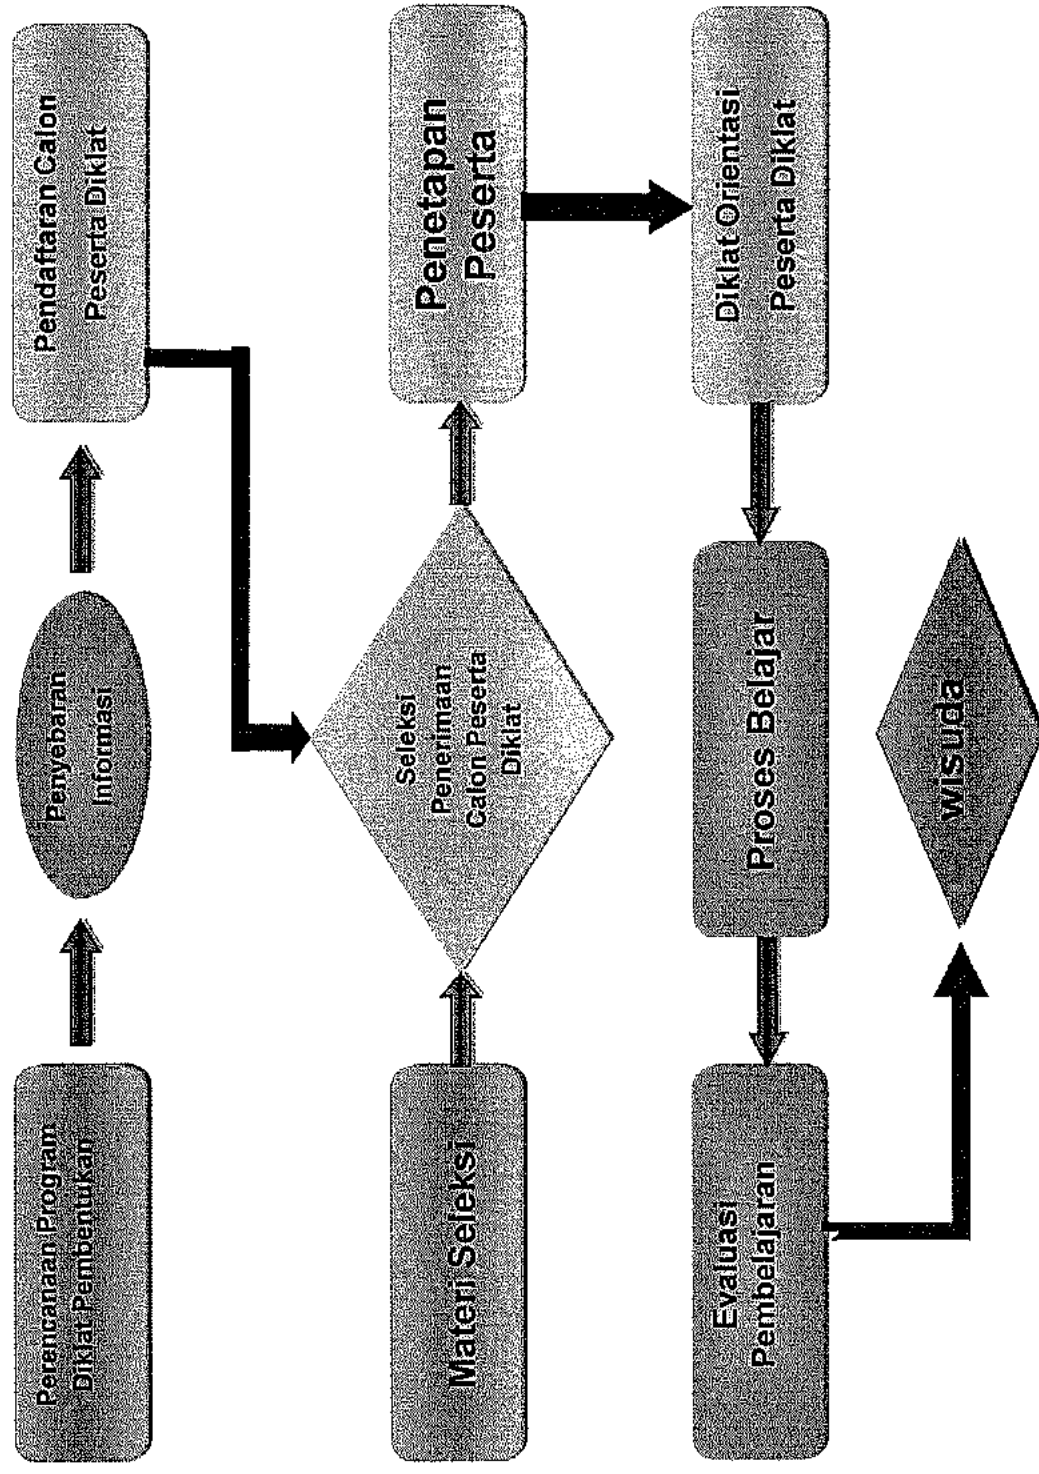 Perencanaan Program
Diklat Pembentukan
Penyebaran
Informasi
Pendaftaran Calon
Peserta Diklat
Materi Seleksi
Seleksi
Penerimaan
Calon Peserta
Diklat
Penetapan
Peserta
Diklat Orientasi
Peserta Diklat
Proses Belajar
Evaluasi
Pembelajaran
wisuda